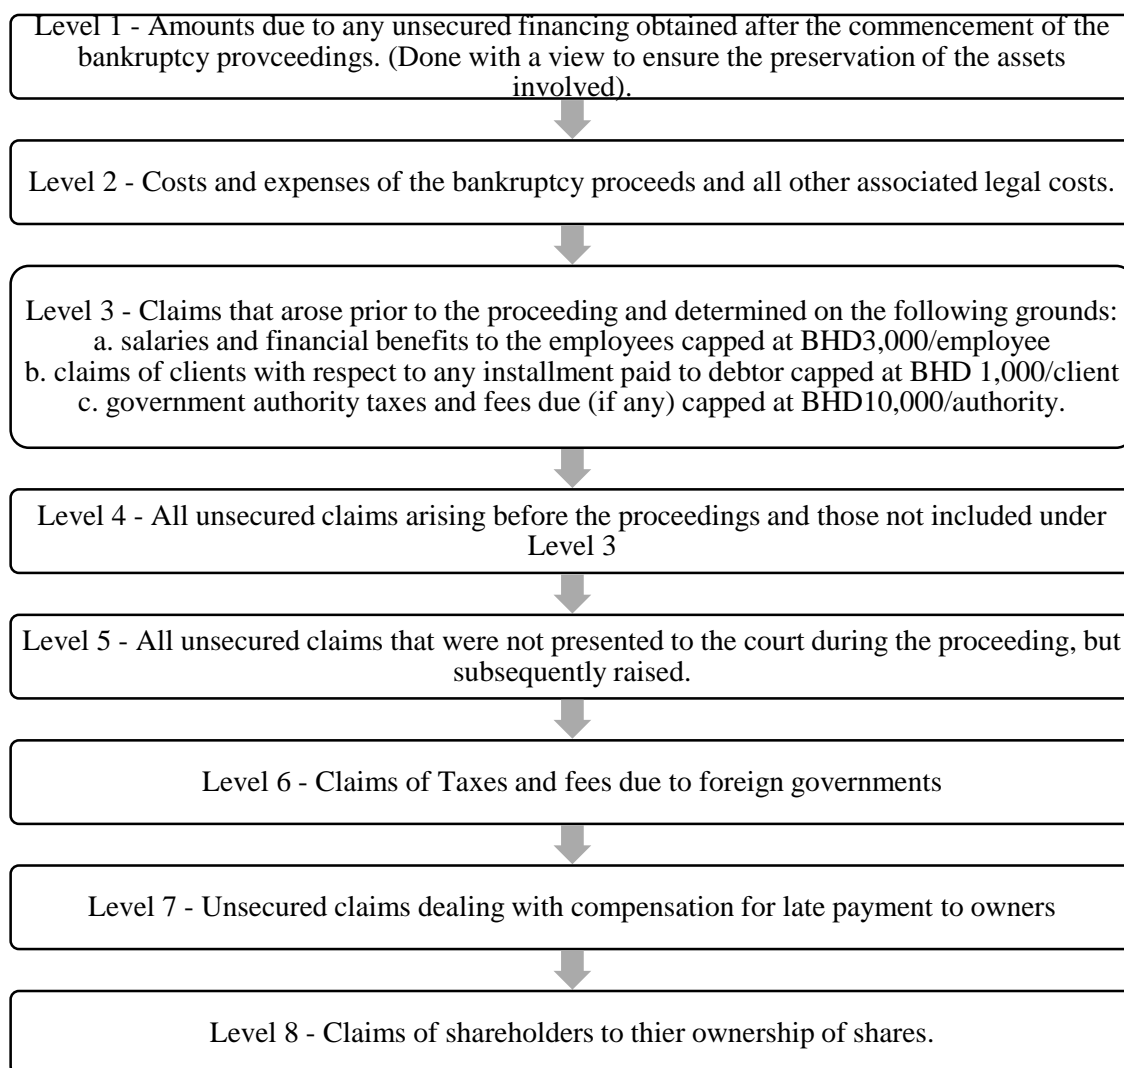 Level 1 - Amounts due to any unsecured financing obtained after the commencement of the
bankruptcy provceedings. (Done with a view to ensure the preservation of the assets
involved).
Level 2 - Costs and expenses of the bankruptcy proceeds and all other associated legal costs.
Level 3 - Claims that arose prior to the proceeding and determined on the following grounds:
a. salaries and financial benefits to the employees capped at BHD3,000/employee
b. claims of clients with respect to any installment paid to debtor capped at BHD 1,000/client
c. government authority taxes and fees due (if any) capped at BHD10,000/authority.
Level 4 - All unsecured claims arising before the proceedings and those not included under
Level 3
Level 5 - All unsecured claims that were not presented to the court during the proceeding, but
subsequently raised.
Level 6 - Claims of Taxes and fees due to foreign governments
Level 7 - Unsecured claims dealing with compensation for late payment to owners
Level 8 - Claims of shareholders to thier ownership of shares.